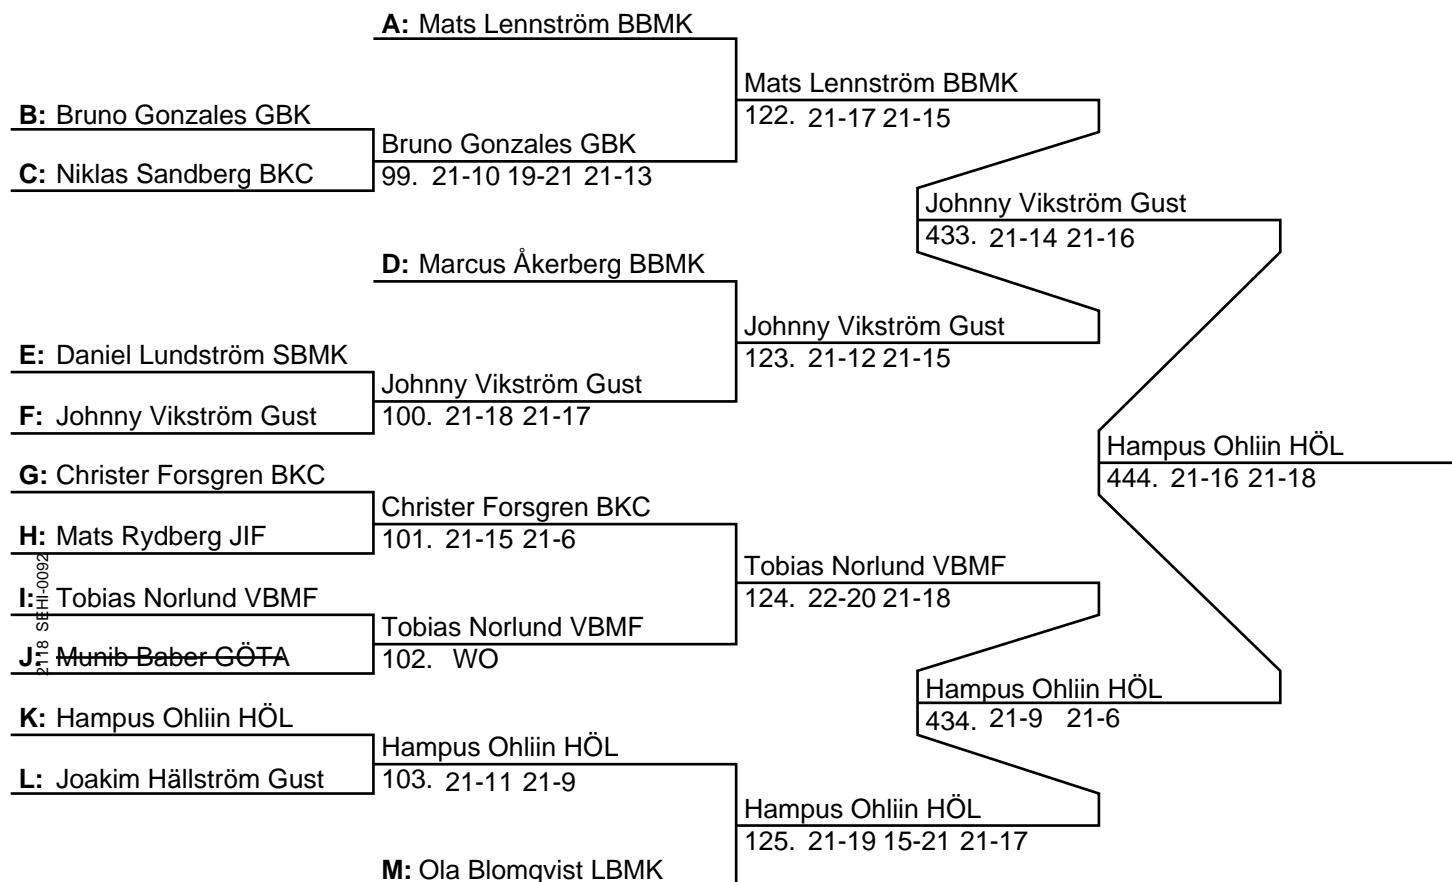 A: Mats Lennström BBMK
Mats Lennström BBMK
122. 21-17 21-15
B: Bruno Gonzales GBK
Bruno Gonzales GBK
99. 21-10 19-21 21-13
C: Niklas Sandberg BKC
Johnny Vikström Gust
433. 21-14 21-16
D: Marcus Åkerberg BBMK
Johnny Vikström Gust
123. 21-12 21-15
E: Daniel Lundström SBMK
Johnny Vikström Gust
100. 21-18 21-17
F: Johnny Vikström Gust
Hampus Ohliin HÖL
444. 21-16 21-18
G: Christer Forsgren BKC
Christer Forsgren BKC
101. 21-15 21-6
H: Mats Rydberg JIF
2118 SEHI-0092
Tobias Norlund VBMF
124. 22-20 21-18
I: Tobias Norlund VBMF
Tobias Norlund VBMF
102. WO
J: Munib Baber GÖTA
Hampus Ohliin HÖL
434. 21-9 21-6
K: Hampus Ohliin HÖL
Hampus Ohliin HÖL
103. 21-11 21-9
L: Joakim Hällström Gust
Hampus Ohliin HÖL
125. 21-19 15-21 21-17
M: Ola Blomqvist LBMK